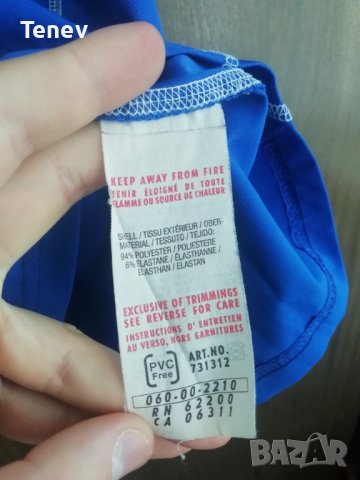 Tenev
KEEP AWAY FROM FIRE
TENIR ÉLOIGNÉ DE TOUTE
FLAMME OU SOURCE DE CHALEUR
SHELL / TISSU EXTÉRIEUR / OBER-
MATERIAL / TESSUTO / TEJIDO:
94% POLYESTER / POLIESTERE
6% ELASTANE / ÉLASTHANNE /
ELASTHAN / ELASTAN
EXCLUSIVE OF TRIMMINGS
SEE REVERSE FOR CARE
INSTRUCTIONS D' ENTRETIEN
AU VERSO, HORS GARNITURES
PVC
Free
ART.NO.
731312
060-00-2210
RN 62200
CA 06311
BAZAR